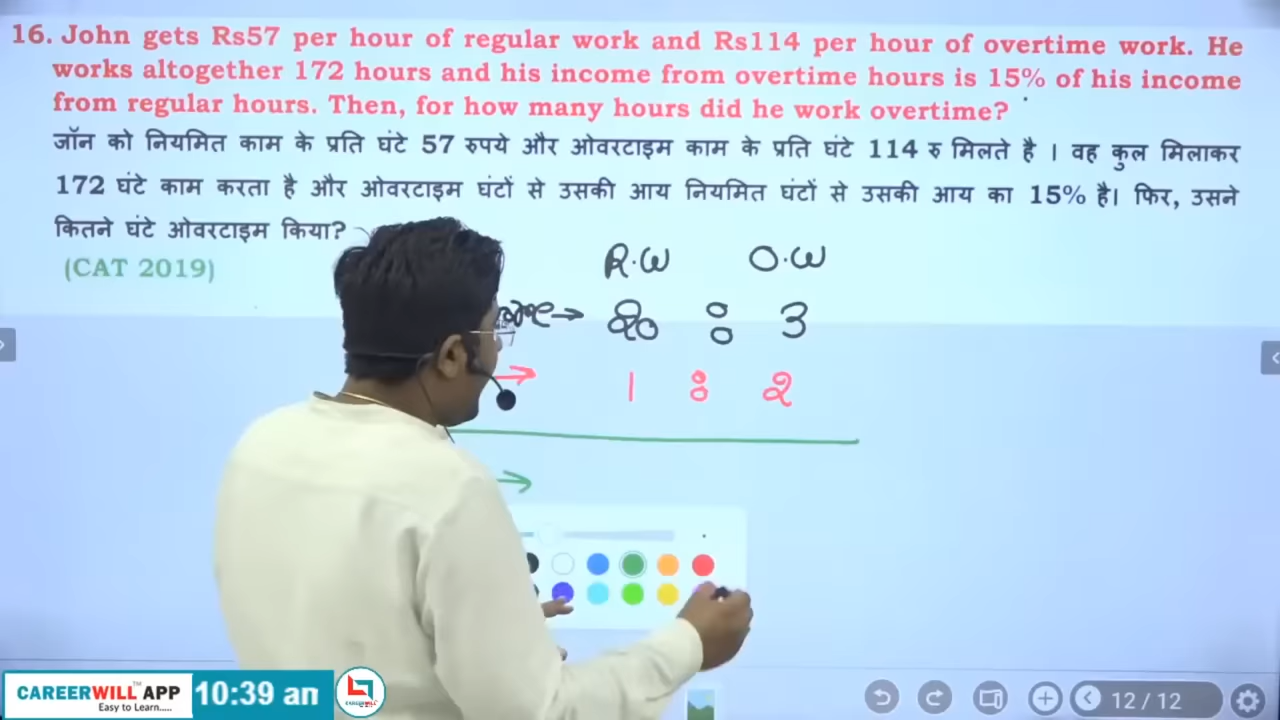 16. John gets Rs57 per hour of regular work and Rs114 per hour of overtime work. He
works altogether 172 hours and his income from overtime hours is 15% of his income
from regular hours. Then, for how many hours did he work overtime?
जॉन को नियमित काम के प्रति घंटे 57 रुपये और ओवरटाइम काम के प्रति घंटे 114 रु मिलते है । वह कुल मिलाकर
172 घंटे काम करता है और ओवरटाइम घंटों से उसकी आय नियमित घंटों से उसकी आय का 15% है। फिर, उसने
कितने घंटे ओवरटाइम किया?
(CAT 2019)
R.W O.W
→ 20 : 3
→ 1 : 2
→
CAREERWILL APP
Easy to Learn.....
10:39 an
CAREERWILL
12 / 12